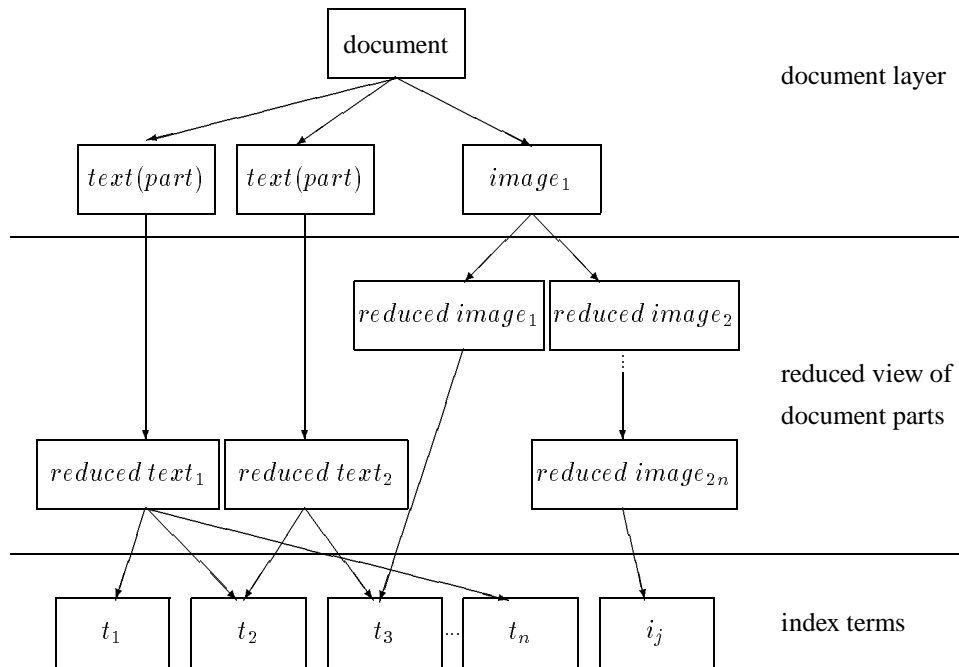 document
document layer
text(part) text(part) image₁
reduced image₁ reduced image₂
reduced view of
document parts
reduced text₁ reduced text₂ reduced image₂ₙ
t₁ t₂ t₃ .... tₙ iⱼ
index terms